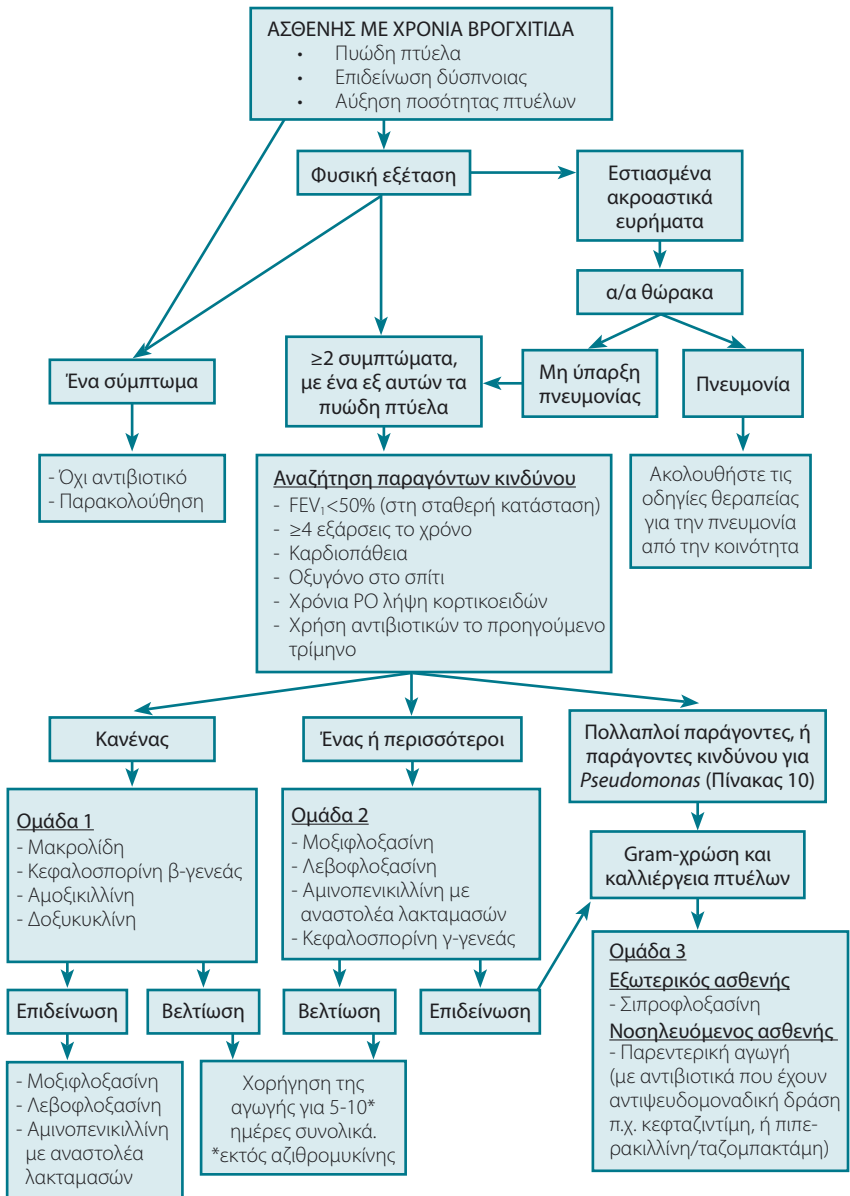 ΑΣΘΕΝΗΣ ΜΕ ΧΡΟΝΙΑ ΒΡΟΓΧΙΤΙΔΑ
• Πυώδη πτύελα
• Επιδείνωση δύσπνοιας
• Αύξηση ποσότητας πτυέλων
Φυσική εξέταση
Εστιασμένα
ακροαστικά
ευρήματα
α/α θώρακα
Ένα σύμπτωμα
≥2 συμπτώματα,
με ένα εξ αυτών τα
πυώδη πτύελα
Μη ύπαρξη
πνευμονίας
Πνευμονία
- Όχι αντιβιοτικό
- Παρακολούθηση
Αναζήτηση παραγόντων κινδύνου
- FEV₁<50% (στη σταθερή κατάσταση)
- ≥4 εξάρσεις το χρόνο
- Καρδιοπάθεια
- Οξυγόνο στο σπίτι
- Χρόνια PO λήψη κορτικοειδών
- Χρήση αντιβιοτικών το προηγούμενο
τρίμηνο
Ακολουθήστε τις
οδηγίες θεραπείας
για την πνευμονία
από την κοινότητα
Κανένας
Ένας ή περισσότεροι
Πολλαπλοί παράγοντες, ή
παράγοντες κινδύνου για
Pseudomonas (Πίνακας 10)
Ομάδα 1
- Μακρολίδη
- Κεφαλοσπορίνη β-γενεάς
- Αμοξικιλλίνη
- Δοξυκυκλίνη
Ομάδα 2
- Μοξιφλοξασίνη
- Λεβοφλοξασίνη
- Αμινοπενικιλλίνη με
αναστολέα λακταμασών
- Κεφαλοσπορίνη γ-γενεάς
Gram-χρώση και
καλλιέργεια πτυέλων
Ομάδα 3
Εξωτερικός ασθενής
- Σιπροφλοξασίνη
Νοσηλευόμενος ασθενής
- Παρεντερική αγωγή
(με αντιβιοτικά που έχουν
αντιψευδομοναδική δράση
π.χ. κεφταζιντίμη, ή πιπε-
ρακιλλίνη/ταζομπακτάμη)
Επιδείνωση
Βελτίωση
Βελτίωση
Επιδείνωση
- Μοξιφλοξασίνη
- Λεβοφλοξασίνη
- Αμινοπενικιλλίνη
με αναστολέα
λακταμασών
Χορήγηση της
αγωγής για 5-10*
ημέρες συνολικά.
*εκτός αζιθρομυκίνης